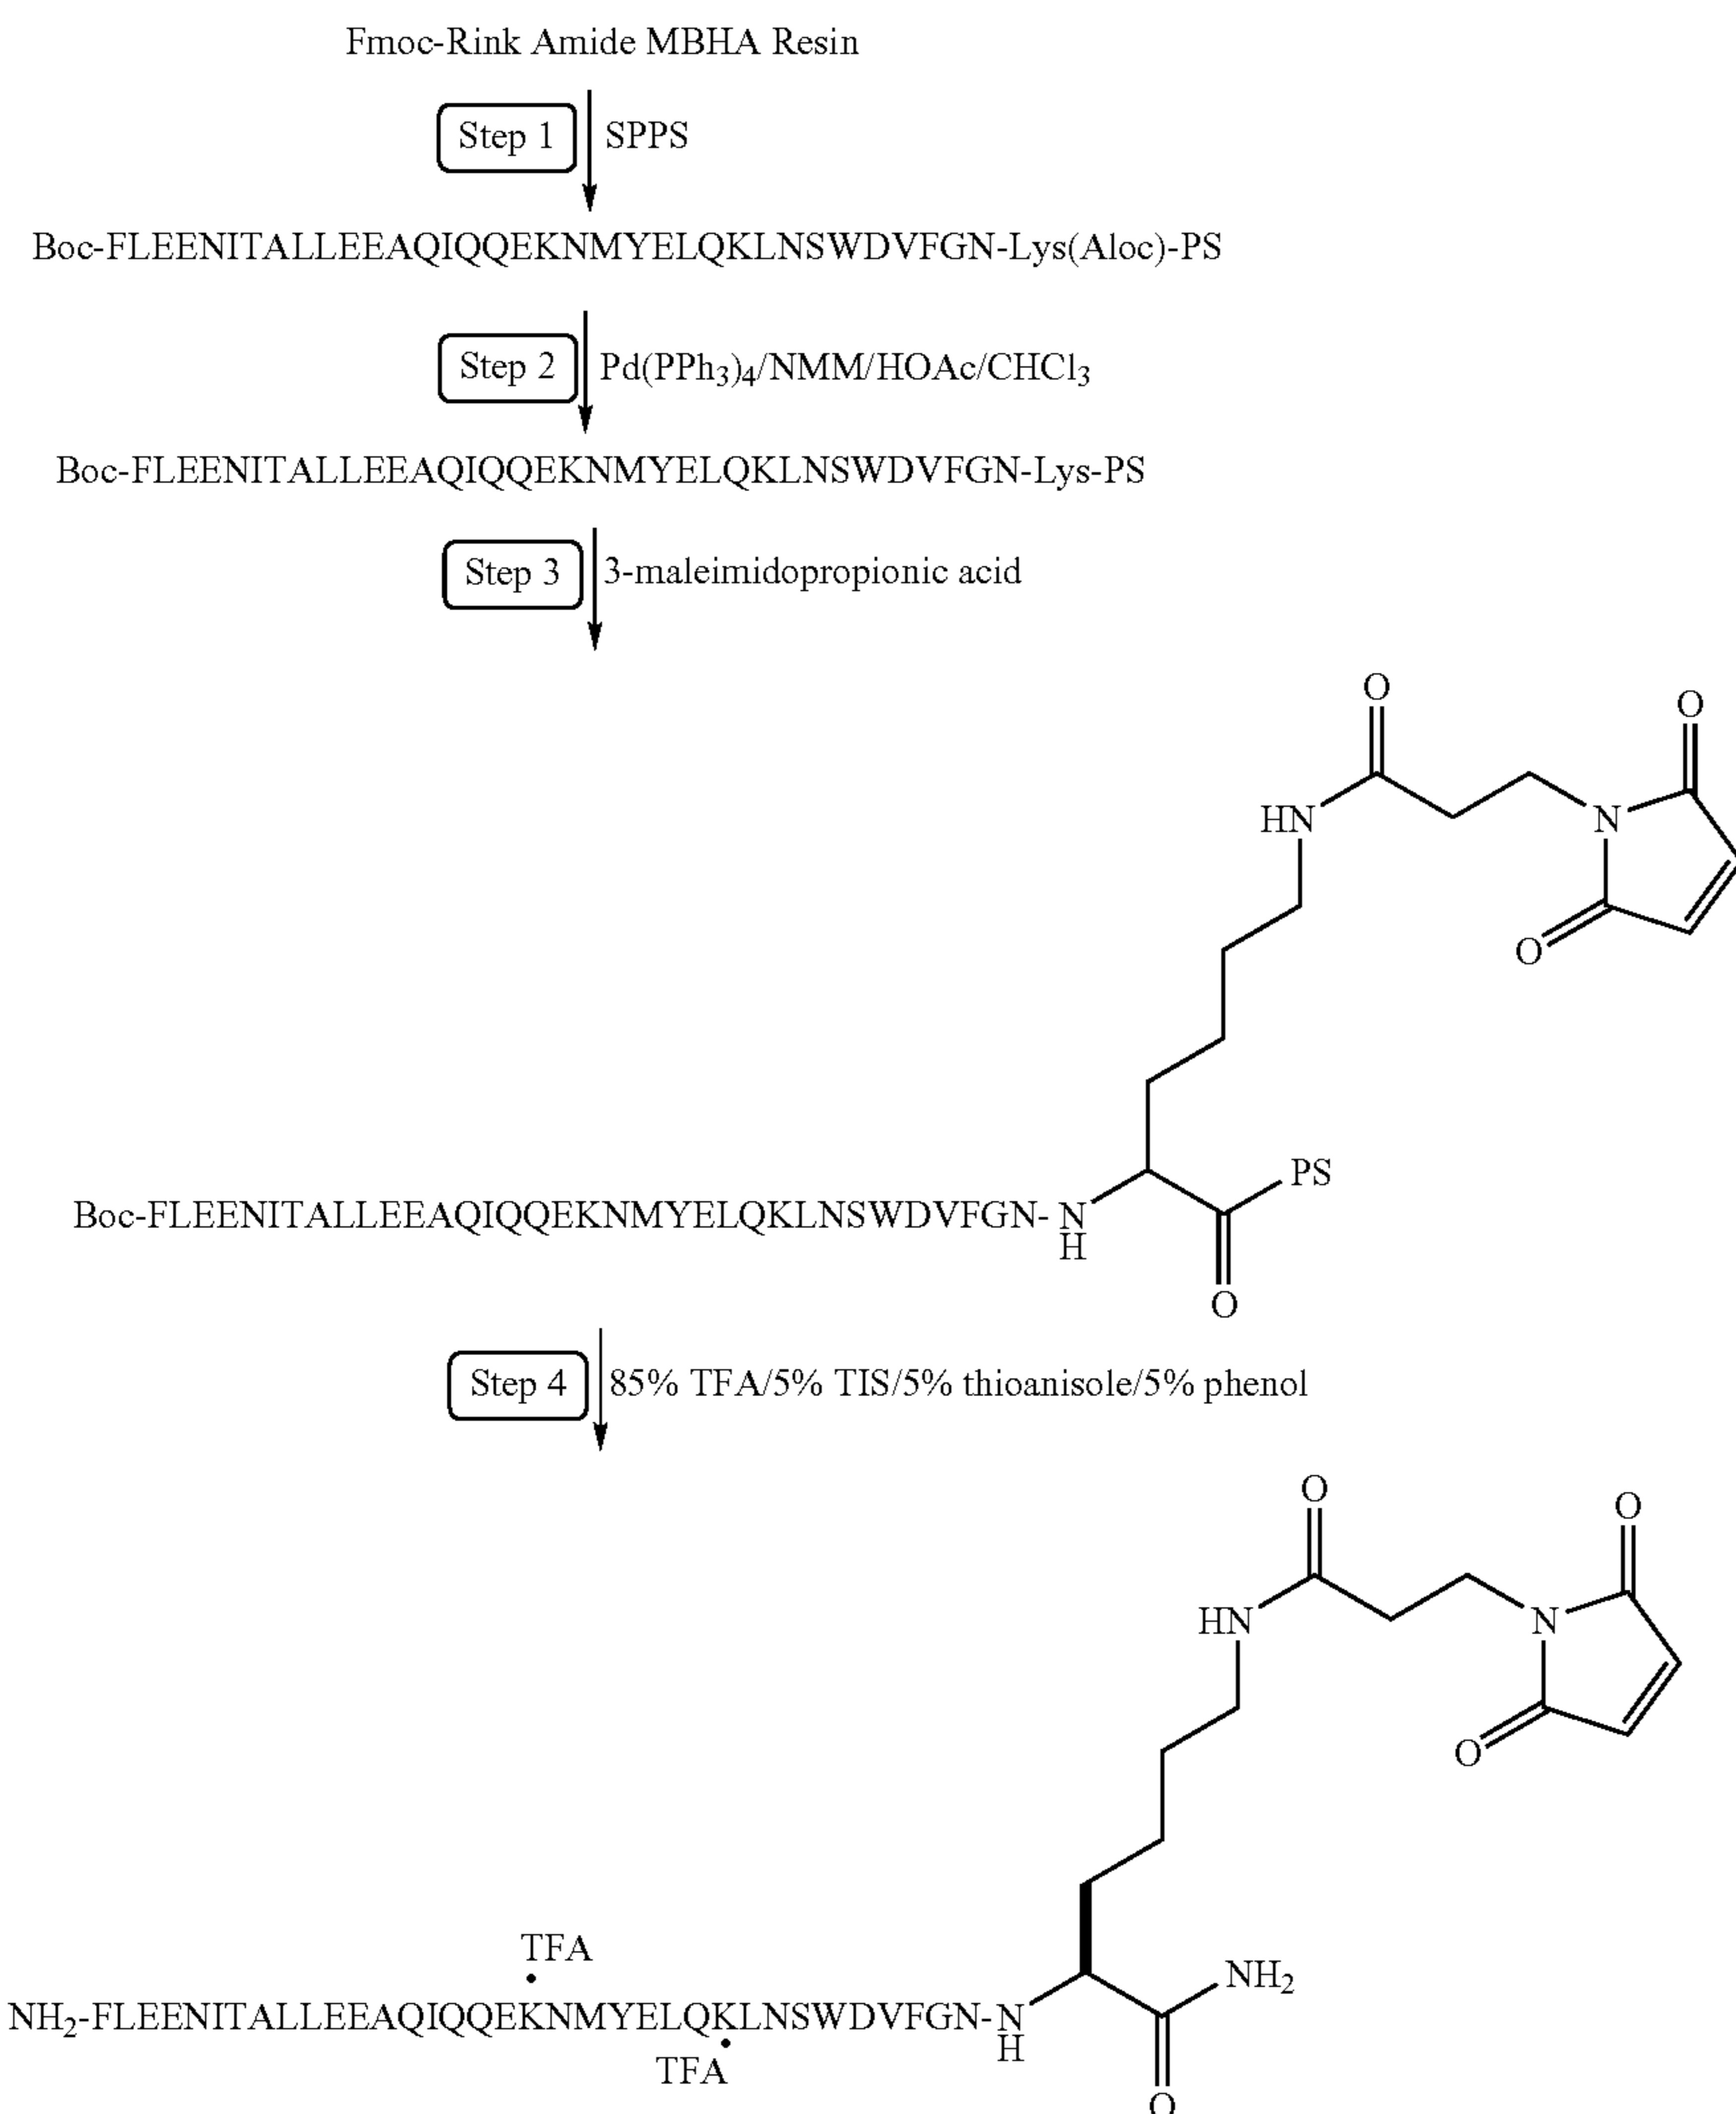 Fmoc-Rink Amide MBHA Resin
Step 1 SPPS
Boc-FLEENITALLEEAQIQQEKNMYELQKLNSWDVFGN-Lys(Aloc)-PS
Step 2 Pd(PPh3)4/NMM/HOAc/CHCl3
Boc-FLEENITALLEEAQIQQEKNMYELQKLNSWDVFGN-Lys-PS
Step 3 3-maleimidopropionic acid
O
O
HN
N
O
PS
Boc-FLEENITALLEEAQIQQEKNMYELQKLNSWDVFGN-N
H
O
Step 4 85% TFA/5% TIS/5% thioanisole/5% phenol
O
O
HN
N
O
TFA
NH2
NH2-FLEENITALLEEAQIQQEKNMYELQKLNSWDVFGN-N
H
TFA
O